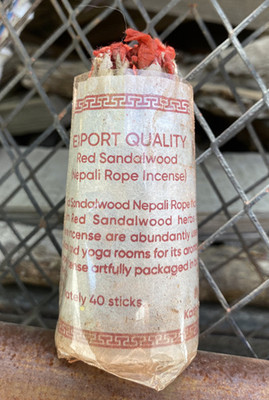 EXPORT QUALITY
Red Sandalwood
Nepali Rope Incense)
Sandalwood Nepali Rope
Red Sandalwood herb
incense are abundantly
yoga rooms for its
artfully packaged in
40 sticks